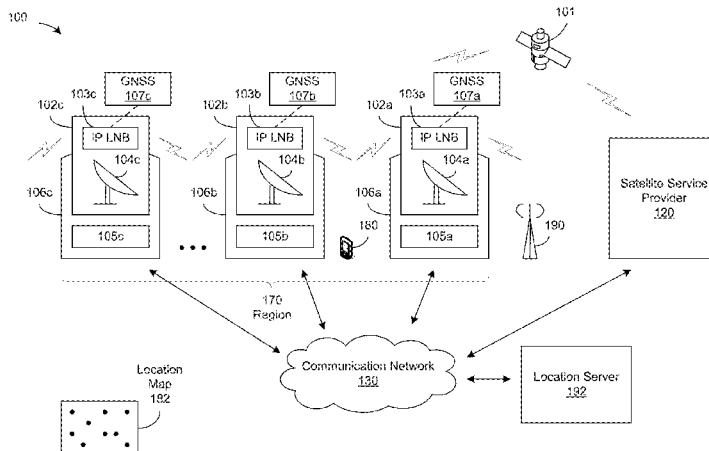 100
101
GNSS
107c
GNSS
107b
GNSS
107a
102c
103c
102b
103b
102a
103a
IP LNB
IP LNB
IP LNB
104c
104b
104a
106c
106b
106a
105c
105b
105a
180
190
Satellite Service
Provider
120
170
Region
Communication Network
130
Location Server
192
Location
Map
182